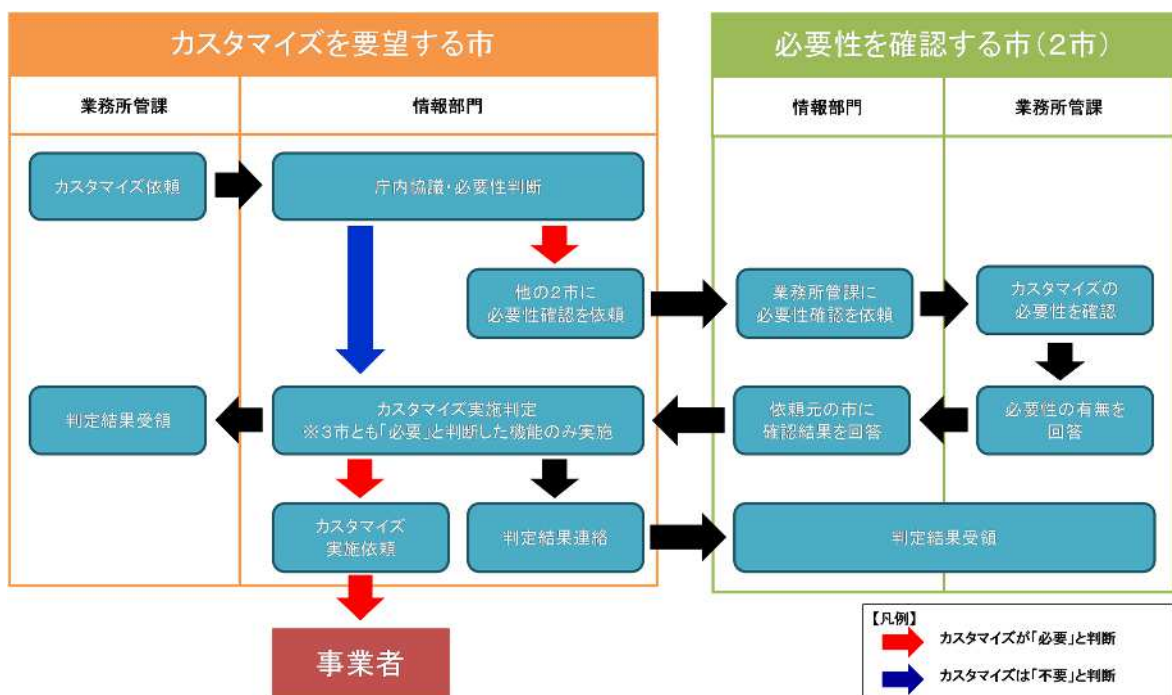 カスタマイズを要望する市
必要性を確認する市(2市)
業務所管課
情報部門
情報部門
業務所管課
カスタマイズ依頼
庁内協議・必要性判断
他の2市に
必要性確認を依頼
業務所管課に
必要性確認を依頼
カスタマイズの
必要性を確認
判定結果受領
カスタマイズ実施判定
※3市とも「必要」と判断した機能のみ実施
依頼元の市に
確認結果を回答
必要性の有無を
回答
カスタマイズ
実施依頼
判定結果連絡
判定結果受領
事業者
【凡例】
カスタマイズが「必要」と判断
カスタマイズは「不要」と判断